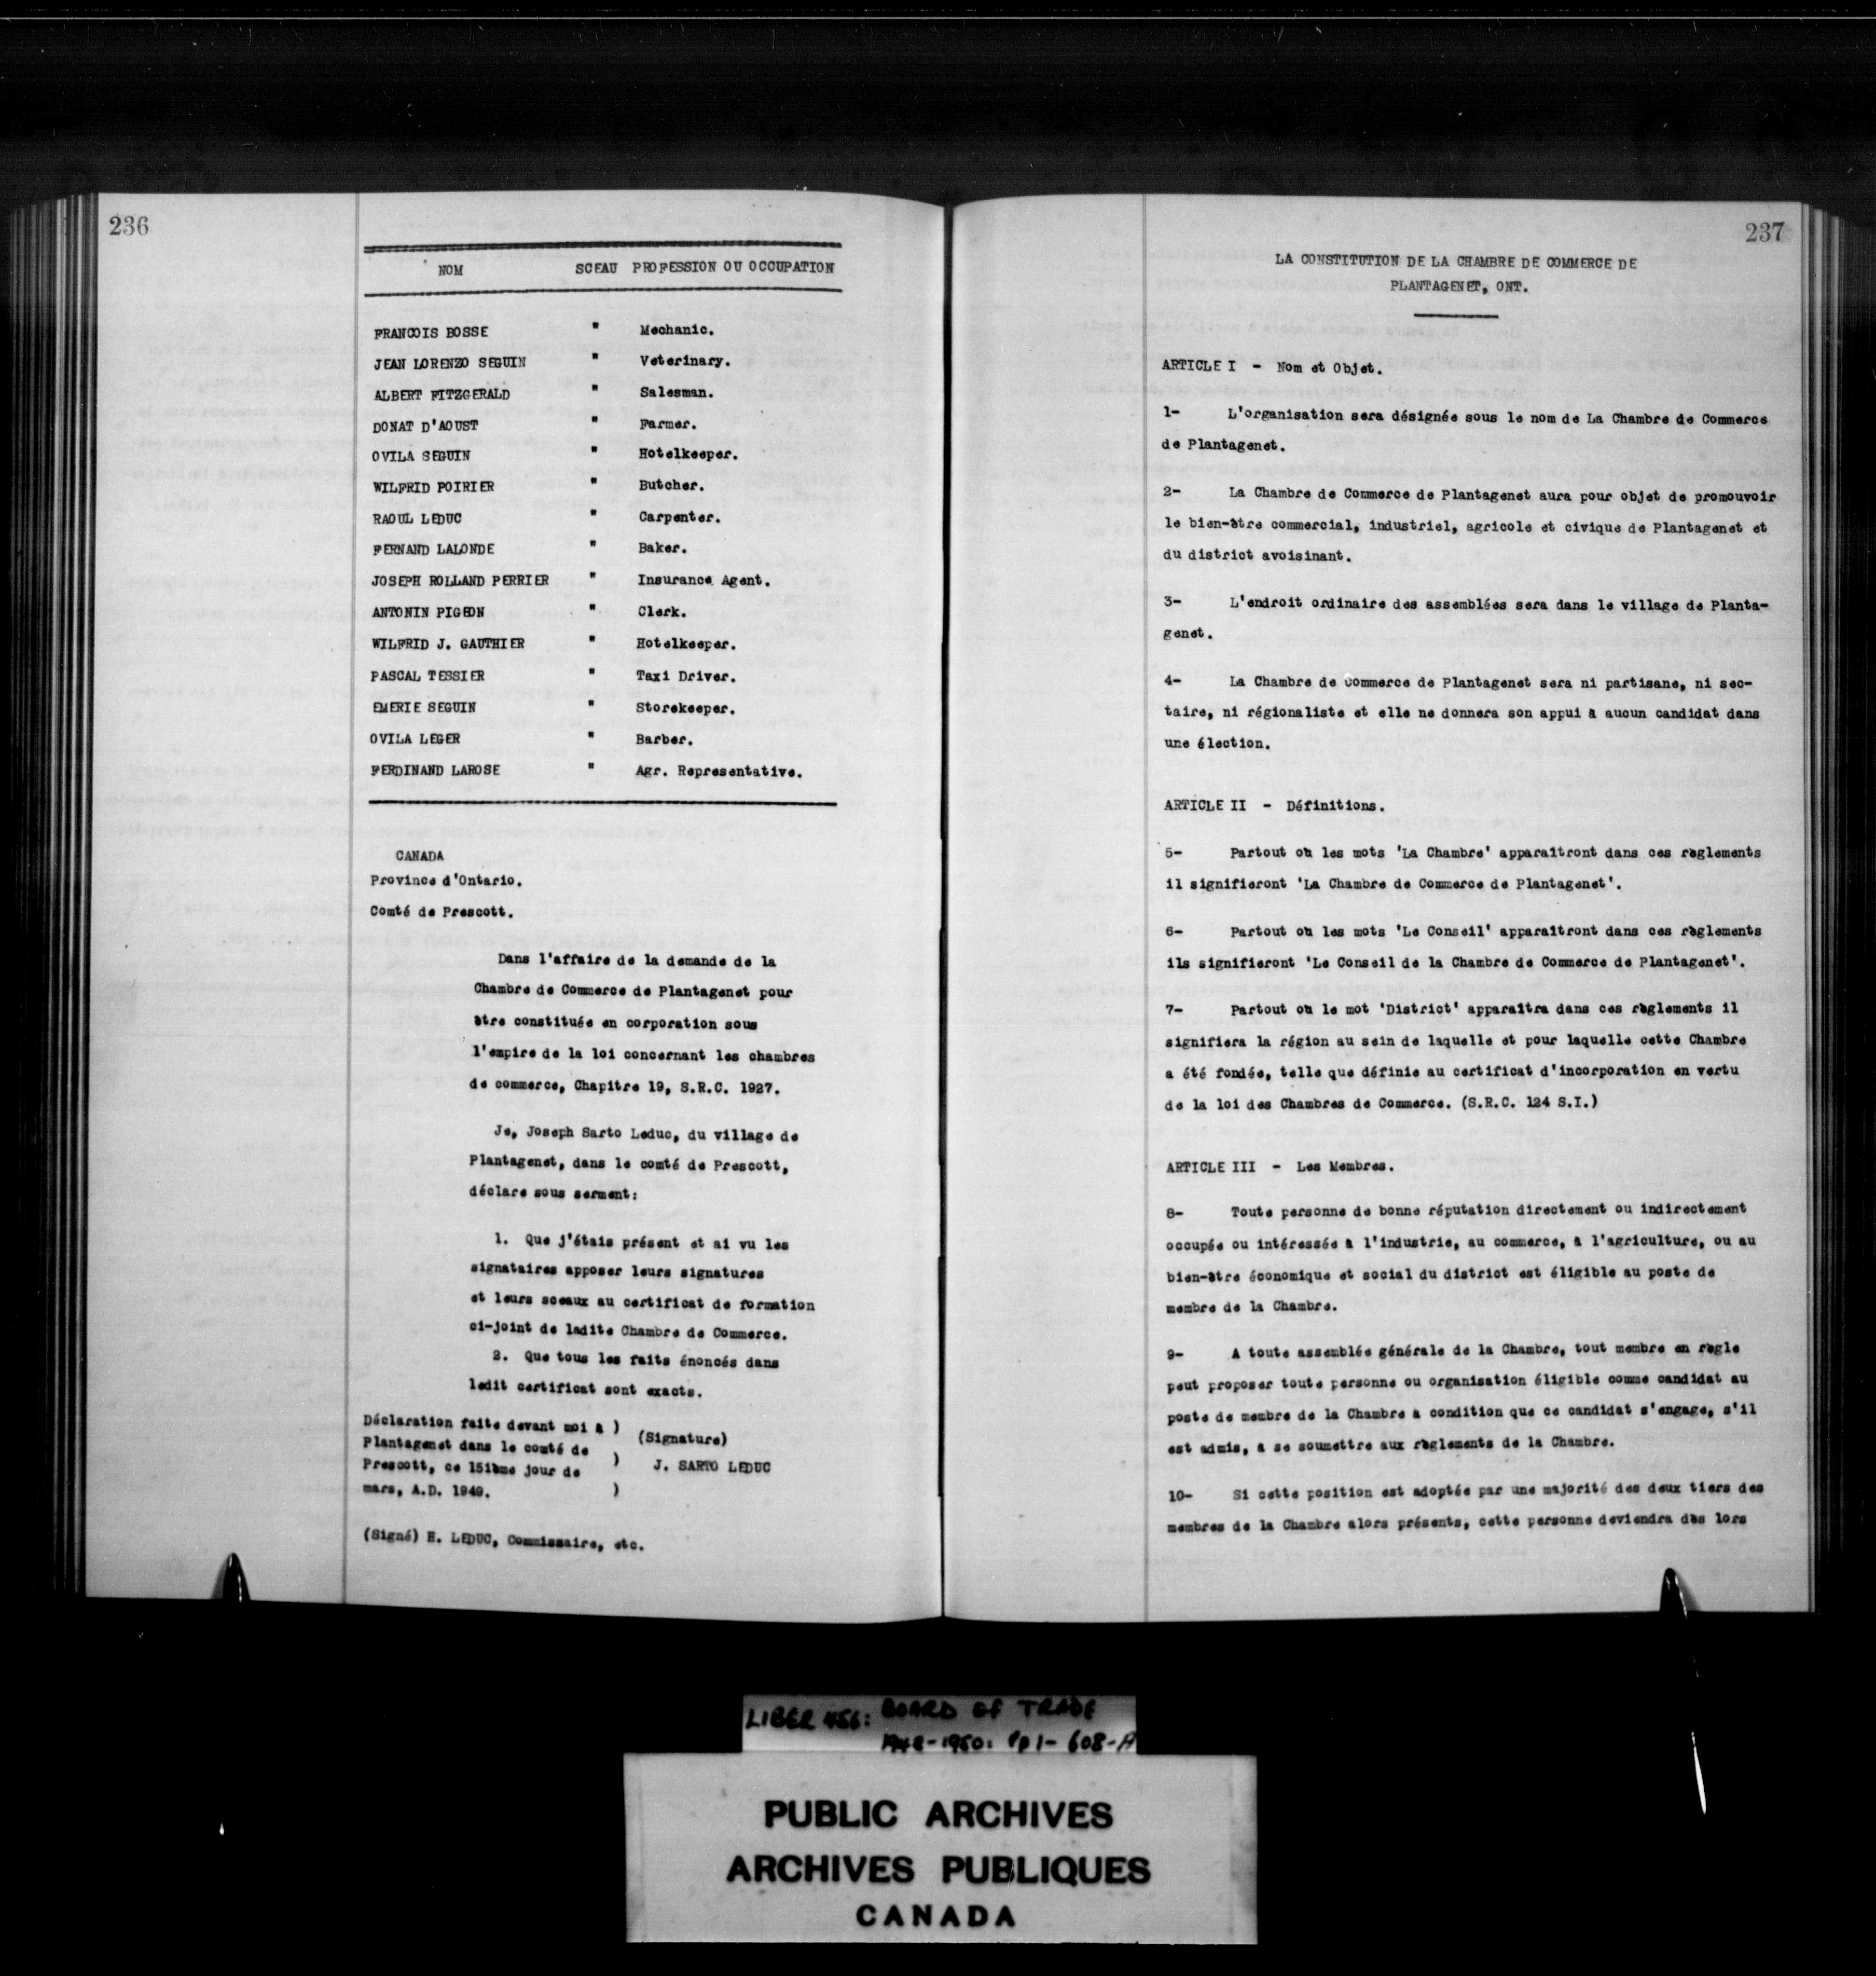 236
NOM SCEAU PROFESSION OU OCCUPATION
FRANCOIS BOSSE " Mechanic.
JEAN LORENZO SEGUIN " Veterinary.
ALBERT FITZGERALD " Salesman.
DONAT D'AOUST " Farmer.
OVILA SEGUIN " Hotelkeeper.
WILFRID POIRIER " Butcher.
RAOUL LEDUC " Carpenter.
FERNAND LALONDE " Baker.
JOSEPH ROLLAND PERRIER " Insurance Agent.
ANTONIN PIGEON " Clerk.
WILFRID J. GAUTHIER " Hotelkeeper.
PASCAL TESSIER " Taxi Driver.
EMERIE SEGUIN " Storekeeper.
OVILA LEGER " Barber.
FERDINAND LAROSE " Agr. Representative.
CANADA
Province d'Ontario.
Comté de Prescott.
Dans l'affaire de la demande de la
Chambre de Commerce de Plantagenet pour
être constituée en corporation sous
l'empire de la loi concernant les chambres
de commerce, Chapitre 19, S.R.C. 1927.
Je, Joseph Sarto Leduc, du village de
Plantagenet, dans le comté de Prescott,
déclare sous serment:
1. Que j'étais présent et ai vu les
signataires apposer leurs signatures
et leurs sceaux au certificat de formation
ci-joint de ladite Chambre de Commerce.
2. Que tous les faits énoncés dans
ledit certificat sont exacts.
Déclaration faite devant moi à )
Plantagenet dans le comté de ) (Signature)
Prescott, ce 15ième jour de J. SARTO LEDUC
mars, A.D. 1949. )
(Signé) H. LEDUC, Commissaire, etc.
237
LA CONSTITUTION DE LA CHAMBRE DE COMMERCE DE
PLANTAGENET, ONT.
ARTICLE I - Nom et Objet.
1- L'organisation sera désignée sous le nom de La Chambre de Commerce
de Plantagenet.
2- La Chambre de Commerce de Plantagenet aura pour objet de promouvoir
le bien-être commercial, industriel, agricole et civique de Plantagenet et
du district avoisinant.
3- L'endroit ordinaire des assemblées sera dans le village de Planta-
genet.
4- La Chambre de Commerce de Plantagenet sera ni partisane, ni sec-
taire, ni régionaliste et elle ne donnera son appui à aucun candidat dans
une élection.
ARTICLE II - Définitions.
5- Partout où les mots 'La Chambre' apparaîtront dans ces règlements
il signifieront 'La Chambre de Commerce de Plantagenet'.
6- Partout où les mots 'Le Conseil' apparaîtront dans ces règlements
ils signifieront 'Le Conseil de la Chambre de Commerce de Plantagenet'.
7- Partout où le mot 'District' apparaîtra dans ces règlements il
signifiera la région au sein de laquelle et pour laquelle cette Chambre
a été fondée, telle que définie au certificat d'incorporation en vertu
de la loi des Chambres de Commerce. (S.R.C. 124 S.I.)
ARTICLE III - Les Membres.
8- Toute personne de bonne réputation directement ou indirectement
occupée ou intéressée à l'industrie, au commerce, à l'agriculture, ou au
bien-être économique et social du district est éligible au poste de
membre de la Chambre.
9- A toute assemblée générale de la Chambre, tout membre en règle
peut proposer toute personne ou organisation éligible comme candidat au
poste de membre de la Chambre à condition que ce candidat s'engage, s'il
est admis, à se soumettre aux règlements de la Chambre.
10- Si cette position est adoptée par une majorité des deux tiers des
membres de la Chambre alors présents, cette personne deviendra dès lors
LIBER 456: BOARD OF TRADE
1948-1950: pp 1-608-A
PUBLIC ARCHIVES
ARCHIVES PUBLIQUES
CANADA